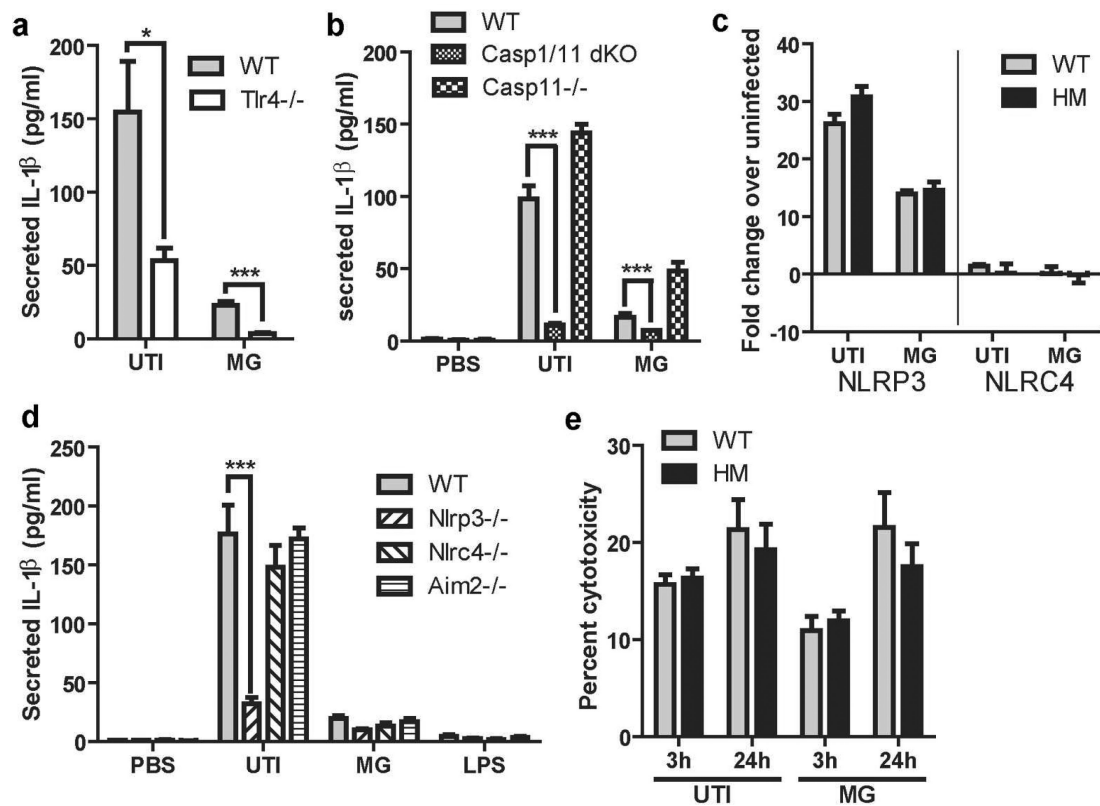 a
Secreted IL-1β (pg/ml)
200
150
100
50
0
*
***
WT
Tlr4-/-
UTI
MG
b
secreted IL-1β (pg/ml)
200
150
100
50
0
WT
Casp1/11 dKO
Casp11-/-
***
***
PBS
UTI
MG
c
Fold change over uninfected
40
30
20
10
0
-10
WT
HM
UTI
MG
UTI
MG
NLRP3
NLRC4
d
Secreted IL-1β (pg/ml)
250
200
150
100
50
0
***
WT
Nlrp3-/-
Nlrc4-/-
Aim2-/-
PBS
UTI
MG
LPS
e
Percent cytotoxicity
30
20
10
0
WT
HM
3h
24h
3h
24h
UTI
MG